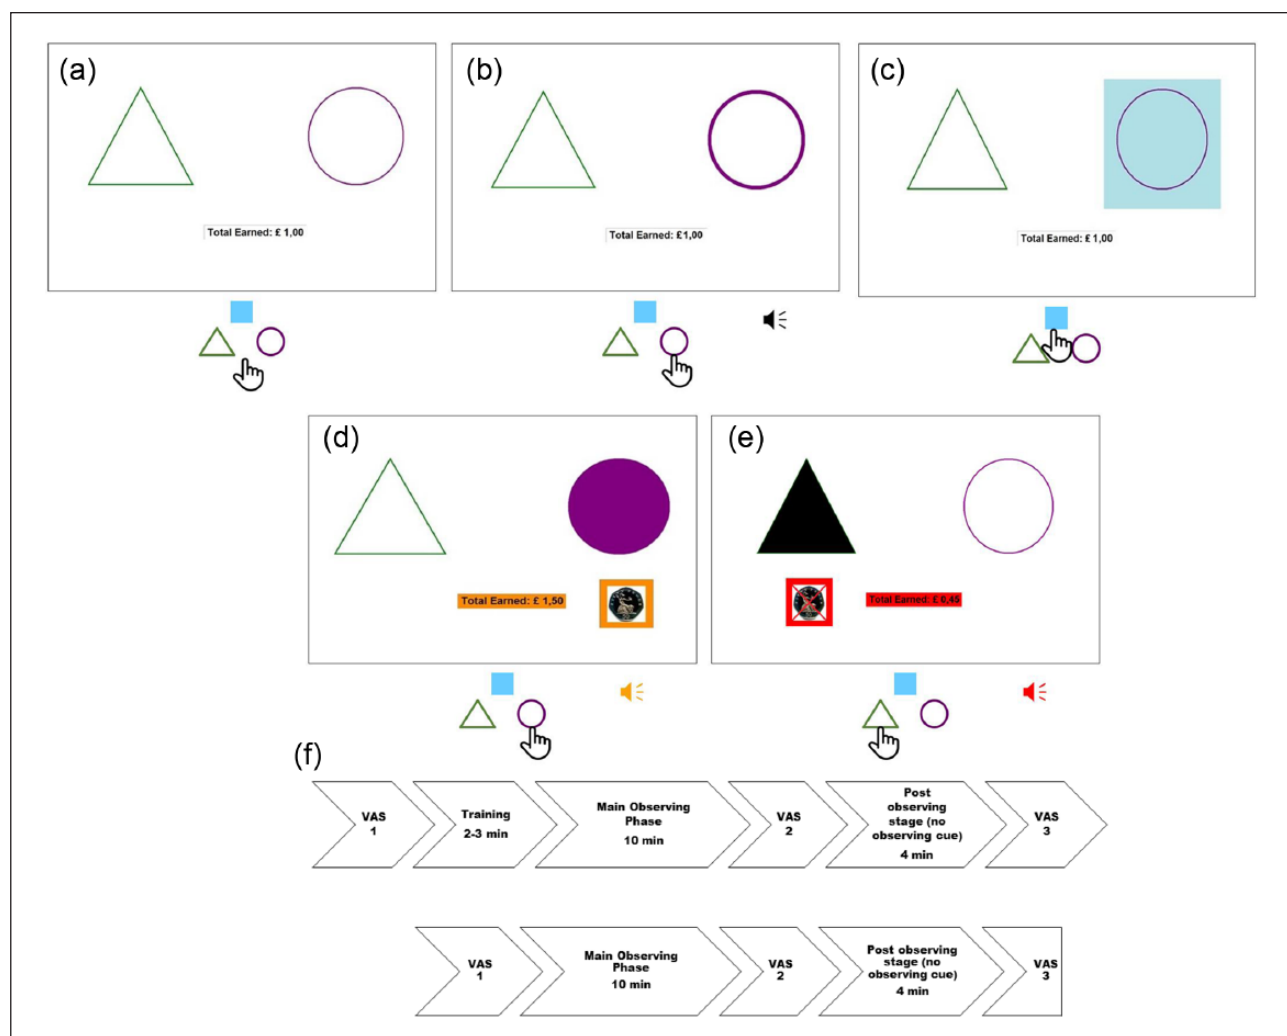 (a)
Total Earned: £ 1,00
(b)
Total Earned: £1,00
(c)
Total Earned: £ 1,00
(d)
Total Earned: £ 1,50
(e)
Total Earned: £ 0,45
(f)
VAS
1
Training
2-3 min
Main Observing
Phase
10 min
VAS
2
Post
observing
stage (no
observing cue)
4 min
VAS
3
VAS
1
Main Observing
Phase
10 min
VAS
2
Post observing
stage (no
observing cue)
4 min
VAS
3